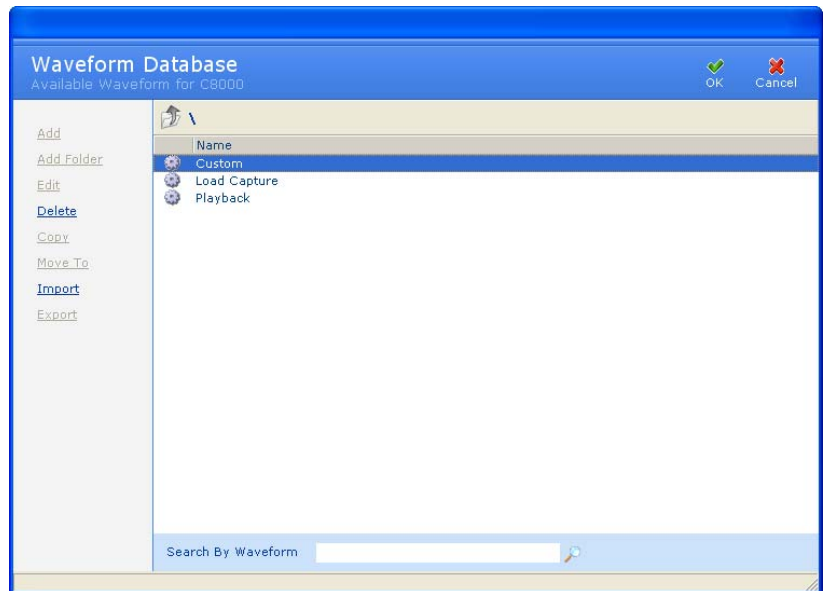 Waveform Database
Available Waveform for C8000
OK
Cancel
Add
Add Folder
Edit
Delete
Copy
Move To
Import
Export
\
Name
Custom
Load Capture
Playback
Search By Waveform